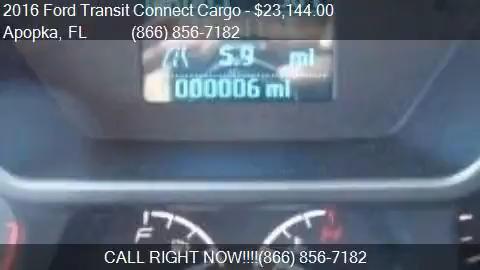 2016 Ford Transit Connect Cargo - $23,144.00
Apopka, FL (866) 856-7182
5.9 mi
000006 mi
F H
CALL RIGHT NOW!!!!(866) 856-7182